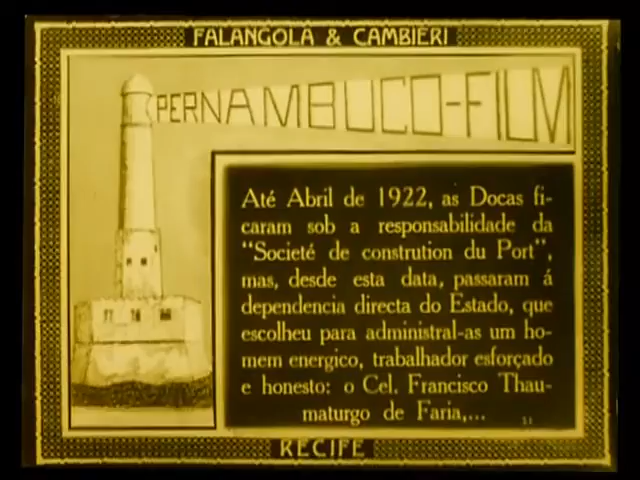 FALANGOLA & CAMBIERI
PERNAMBUCO-FILM
Até Abril de 1922, as Docas fi-
caram sob a responsabilidade da
"Societé de constrution du Port",
mas, desde esta data, passaram á
dependencia directa do Estado, que
escolheu para administral-as um ho-
mem energico, trabalhador esforçado
e honesto: o Cel. Francisco Thau-
maturgo de Faria,...
RECIFE